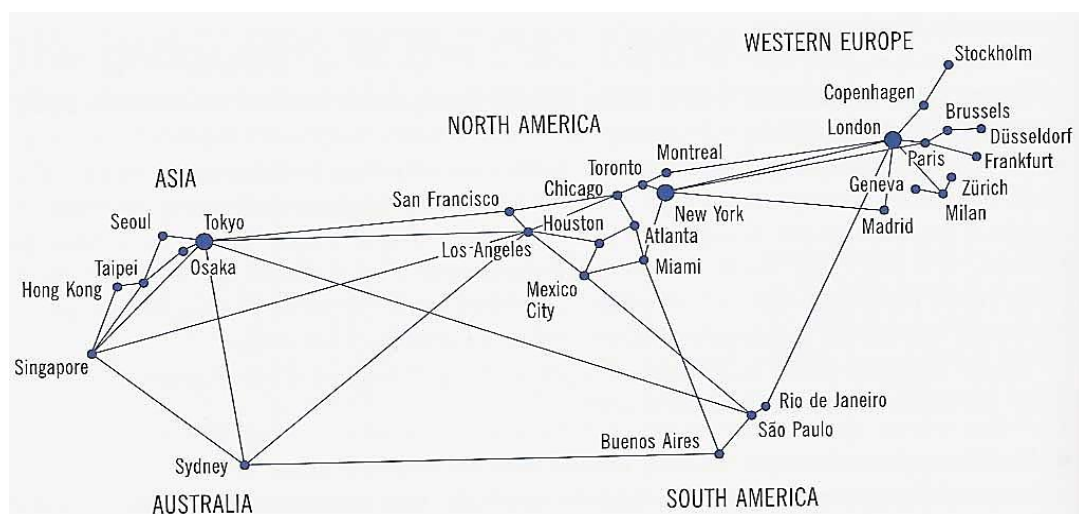 WESTERN EUROPE
Stockholm
Copenhagen
Brussels
London
Düsseldorf
NORTH AMERICA
Paris
Frankfurt
Montreal
Toronto
ASIA
Chicago
Geneva
Zürich
San Francisco
New York
Milan
Seoul
Tokyo
Houston
Madrid
Atlanta
Los-Angeles
Taipei
Osaka
Miami
Hong Kong
Mexico
City
Singapore
Rio de Janeiro
São Paulo
Buenos Aires
Sydney
AUSTRALIA
SOUTH AMERICA